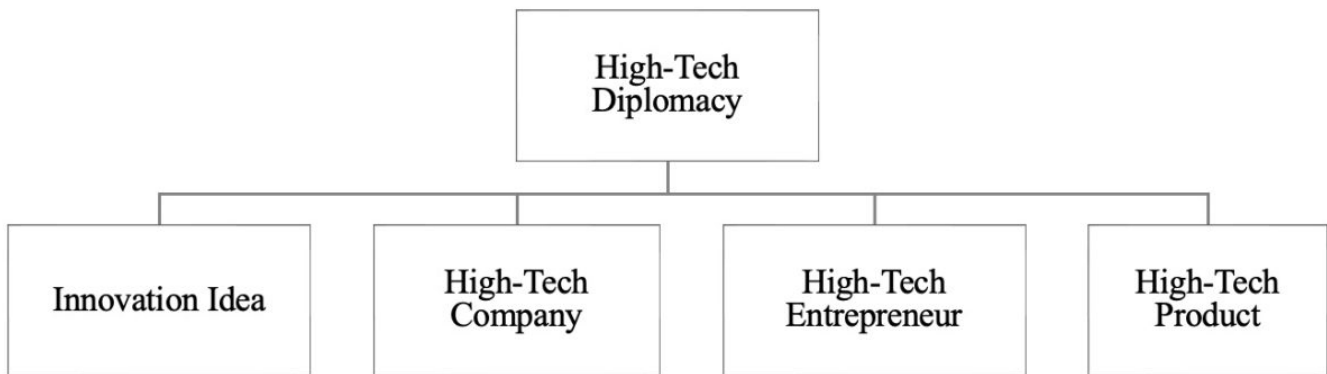 High-Tech
Diplomacy
Innovation Idea
High-Tech
Company
High-Tech
Entrepreneur
High-Tech
Product